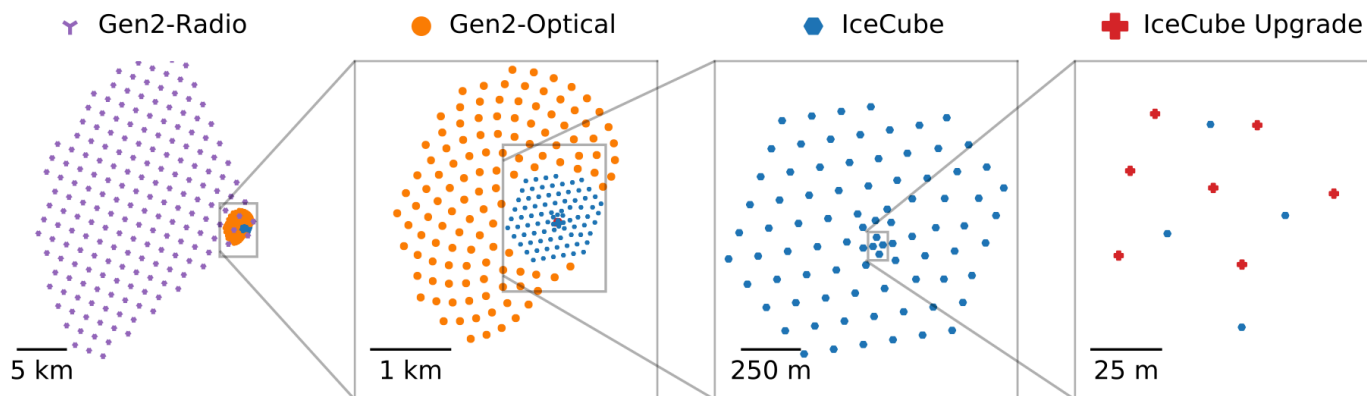 Gen2-Radio
Gen2-Optical
IceCube
IceCube Upgrade
5 km
1 km
250 m
25 m